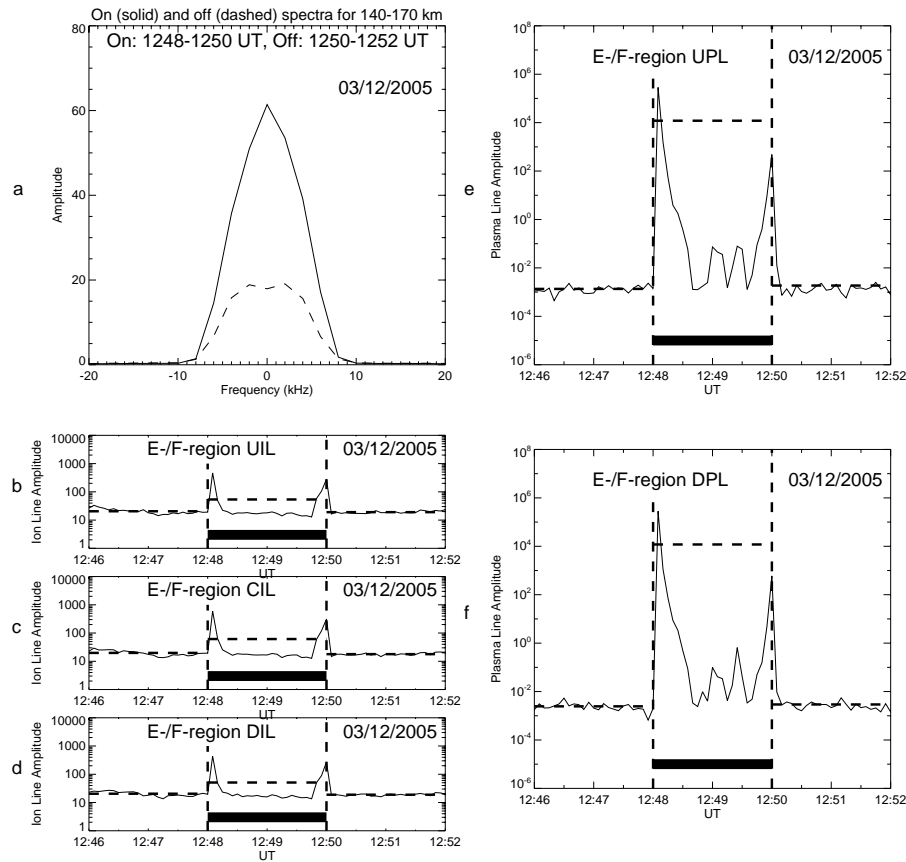 On (solid) and off (dashed) spectra for 140-170 km
On: 1248-1250 UT, Off: 1250-1252 UT
03/12/2005
a
Amplitude
80
60
40
20
0
-20 -10 0 10 20
Frequency (kHz)
b
Ion Line Amplitude
E-/F-region UIL 03/12/2005
10000
1000
100
10
1
12:46 12:47 12:48 12:49 12:50 12:51 12:52
UT
c
Ion Line Amplitude
E-/F-region CIL 03/12/2005
10000
1000
100
10
1
12:46 12:47 12:48 12:49 12:50 12:51 12:52
UT
d
Ion Line Amplitude
E-/F-region DIL 03/12/2005
10000
1000
100
10
1
12:46 12:47 12:48 12:49 12:50 12:51 12:52
UT
e
Plasma Line Amplitude
E-/F-region UPL 03/12/2005
10^8
10^6
10^4
10^2
10^0
10^-2
10^-4
10^-6
12:46 12:47 12:48 12:49 12:50 12:51 12:52
UT
f
Plasma Line Amplitude
E-/F-region DPL 03/12/2005
10^8
10^6
10^4
10^2
10^0
10^-2
10^-4
10^-6
12:46 12:47 12:48 12:49 12:50 12:51 12:52
UT